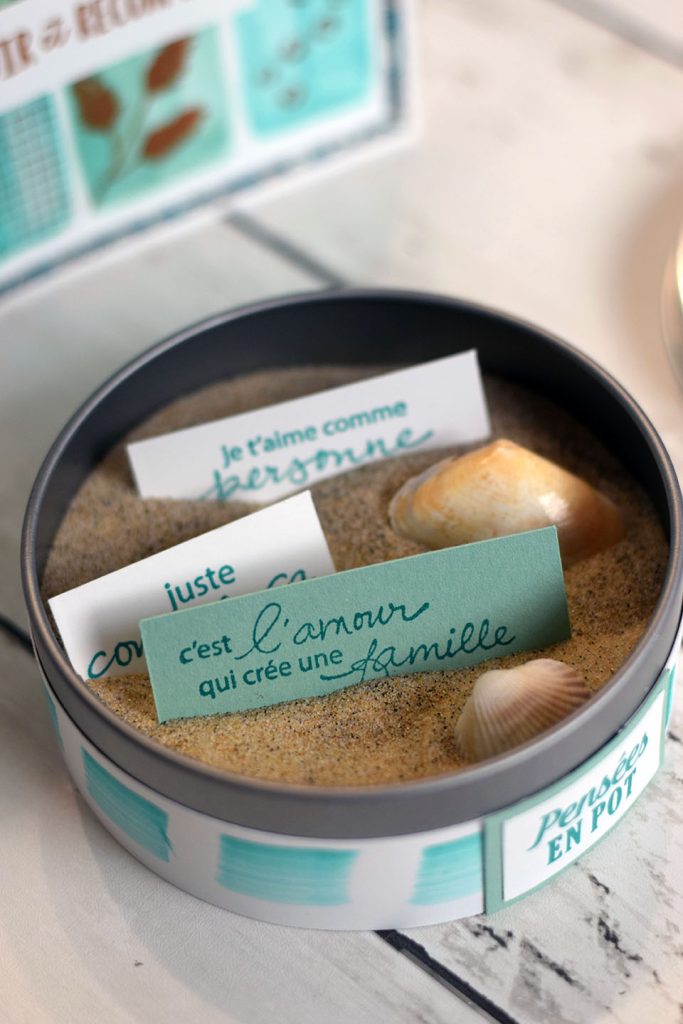 je t'aime comme
personne
juste
c'est l'amour
qui crée une famille
Pensées
EN POT